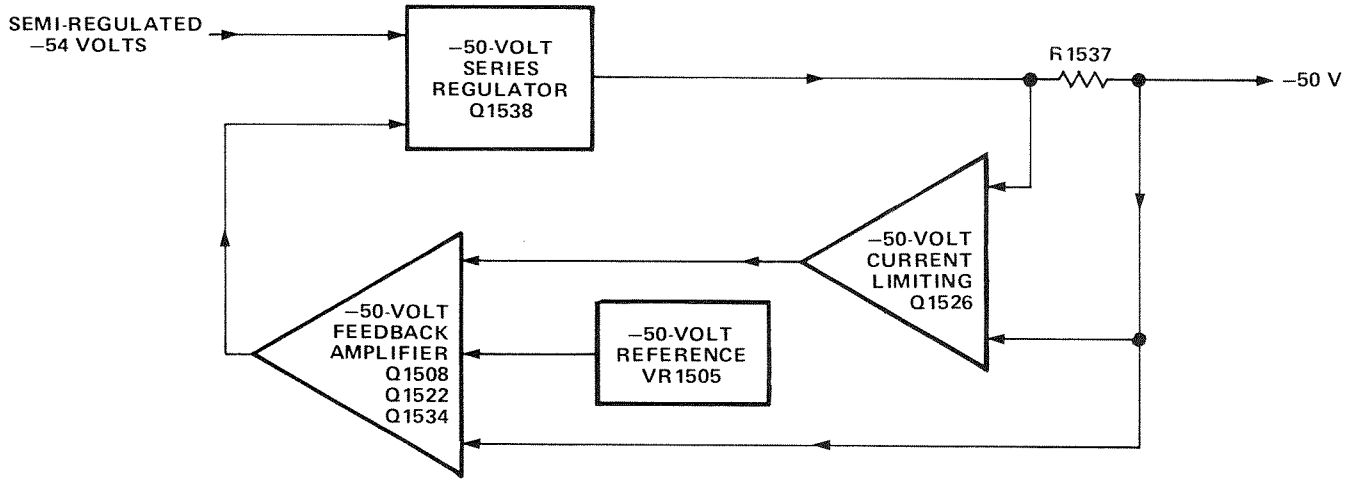 SEMI-REGULATED
–54 VOLTS
–50-VOLT
SERIES
REGULATOR
Q1538
R1537
–50 V
–50-VOLT
CURRENT
LIMITING
Q1526
–50-VOLT
FEEDBACK
AMPLIFIER
Q1508
Q1522
Q1534
–50-VOLT
REFERENCE
VR1505